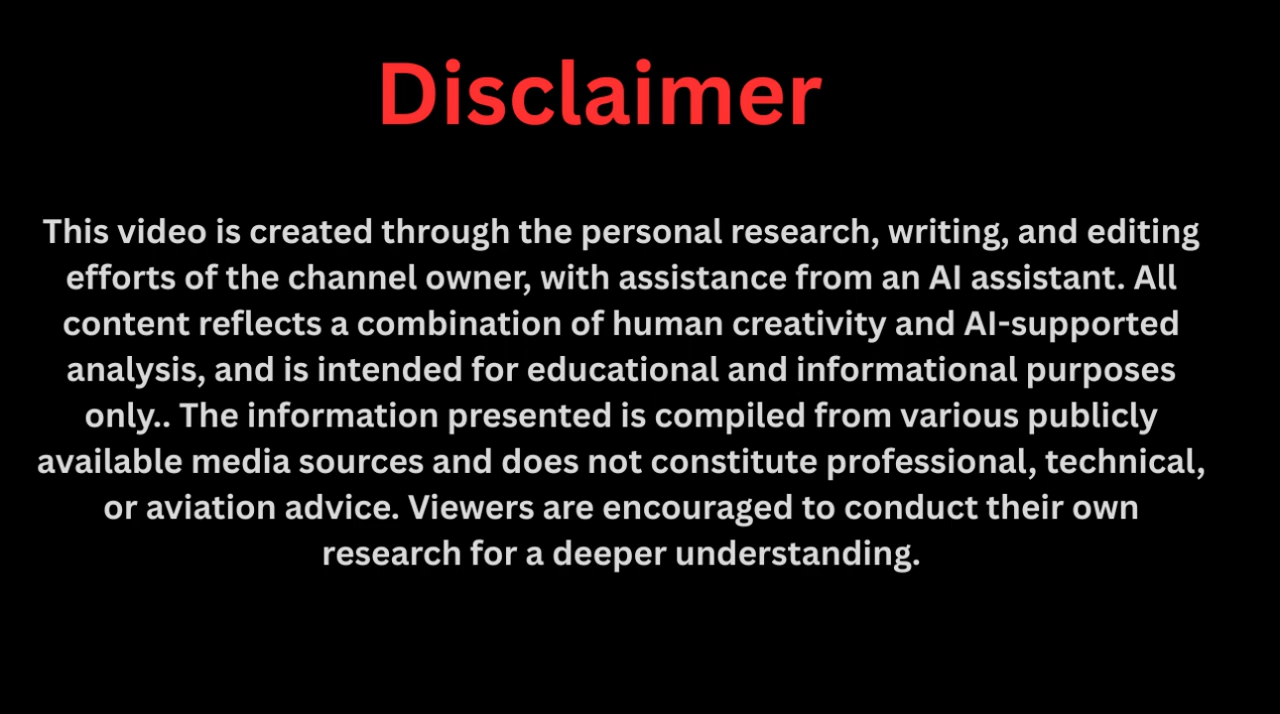 Disclaimer
This video is created through the personal research, writing, and editing
efforts of the channel owner, with assistance from an AI assistant. All
content reflects a combination of human creativity and AI-supported
analysis, and is intended for educational and informational purposes
only.. The information presented is compiled from various publicly
available media sources and does not constitute professional, technical,
or aviation advice. Viewers are encouraged to conduct their own
research for a deeper understanding.